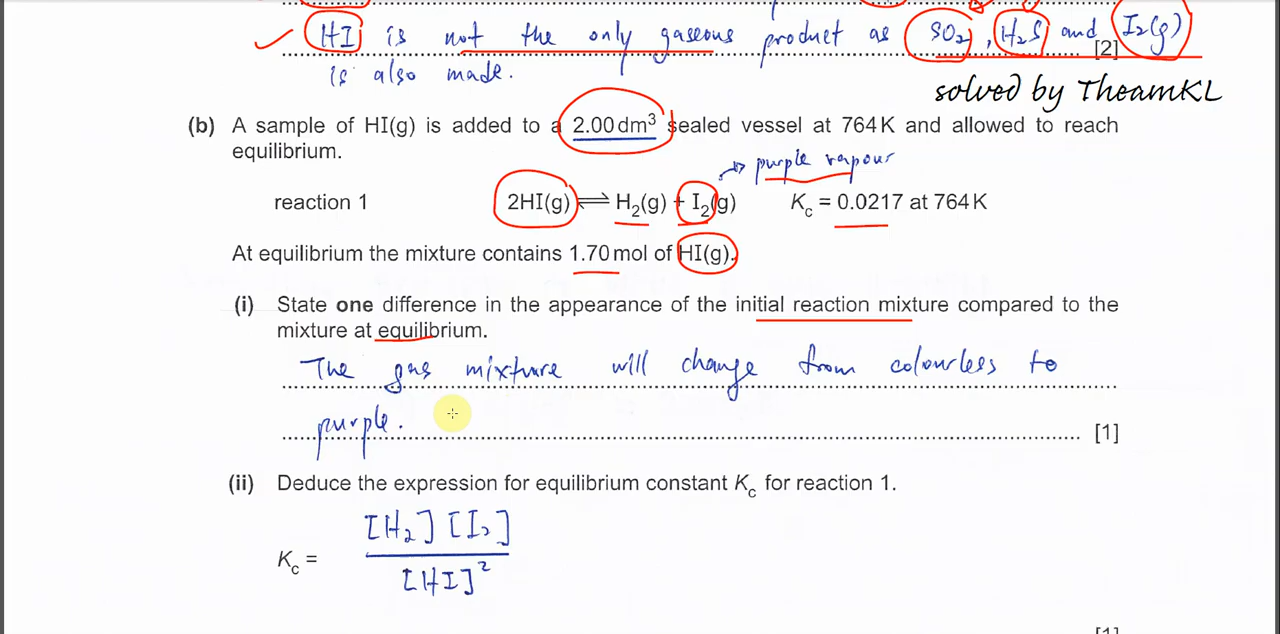 HI is not the only gaseous product as SO₂, H₂S and I₂(g)
[2]
is also made.
solved by TheamKL
(b) A sample of HI(g) is added to a 2.00 dm³ sealed vessel at 764 K and allowed to reach
equilibrium.
purple vapour
reaction 1 2HI(g) ⇌ H₂(g) + I₂(g) K_c = 0.0217 at 764 K
At equilibrium the mixture contains 1.70 mol of HI(g).
(i) State one difference in the appearance of the initial reaction mixture compared to the
mixture at equilibrium.
The gas mixture will change from colourless to
purple.
[1]
(ii) Deduce the expression for equilibrium constant K_c for reaction 1.
[H₂] [I₂]
K_c =
[HI]²
[1]